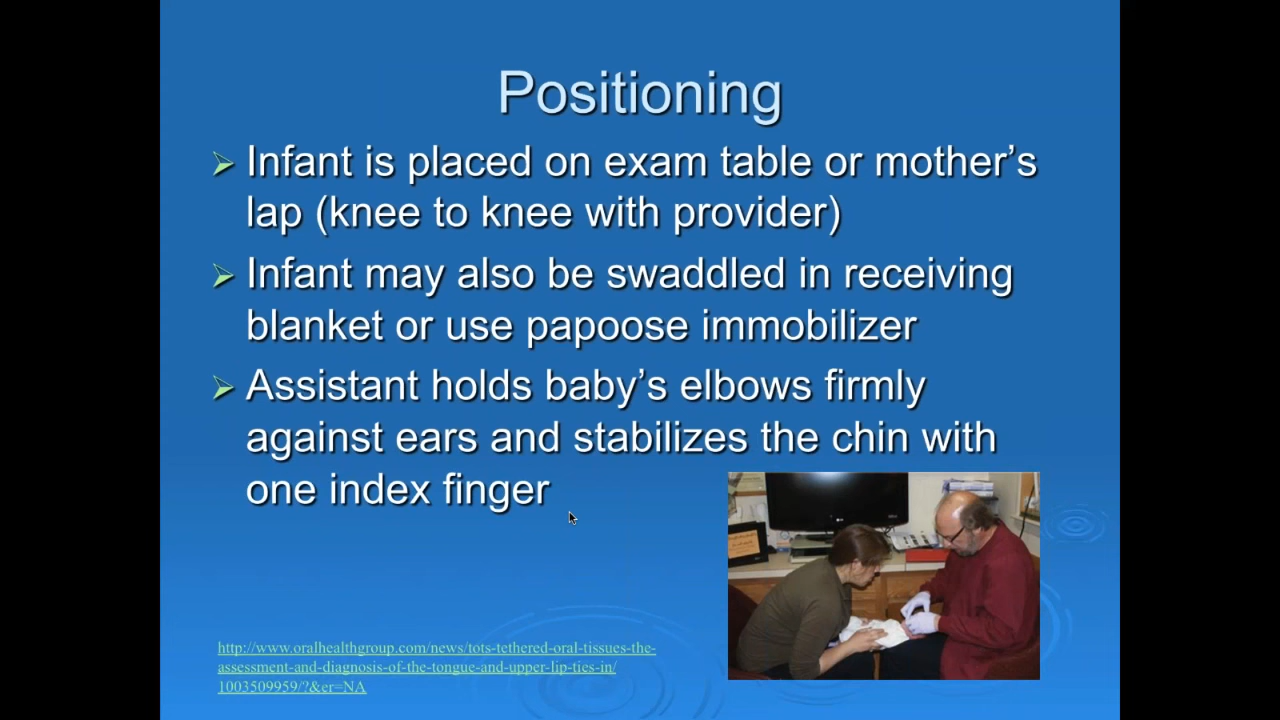 Positioning
Infant is placed on exam table or mother's
lap (knee to knee with provider)
Infant may also be swaddled in receiving
blanket or use papoose immobilizer
Assistant holds baby's elbows firmly
against ears and stabilizes the chin with
one index finger
http://www.oralhealthgroup.com/news/tots-tethered-oral-tissues-the-
assessment-and-diagnosis-of-the-tongue-and-upper-lip-ties-in/
1003509959/?&er=NA